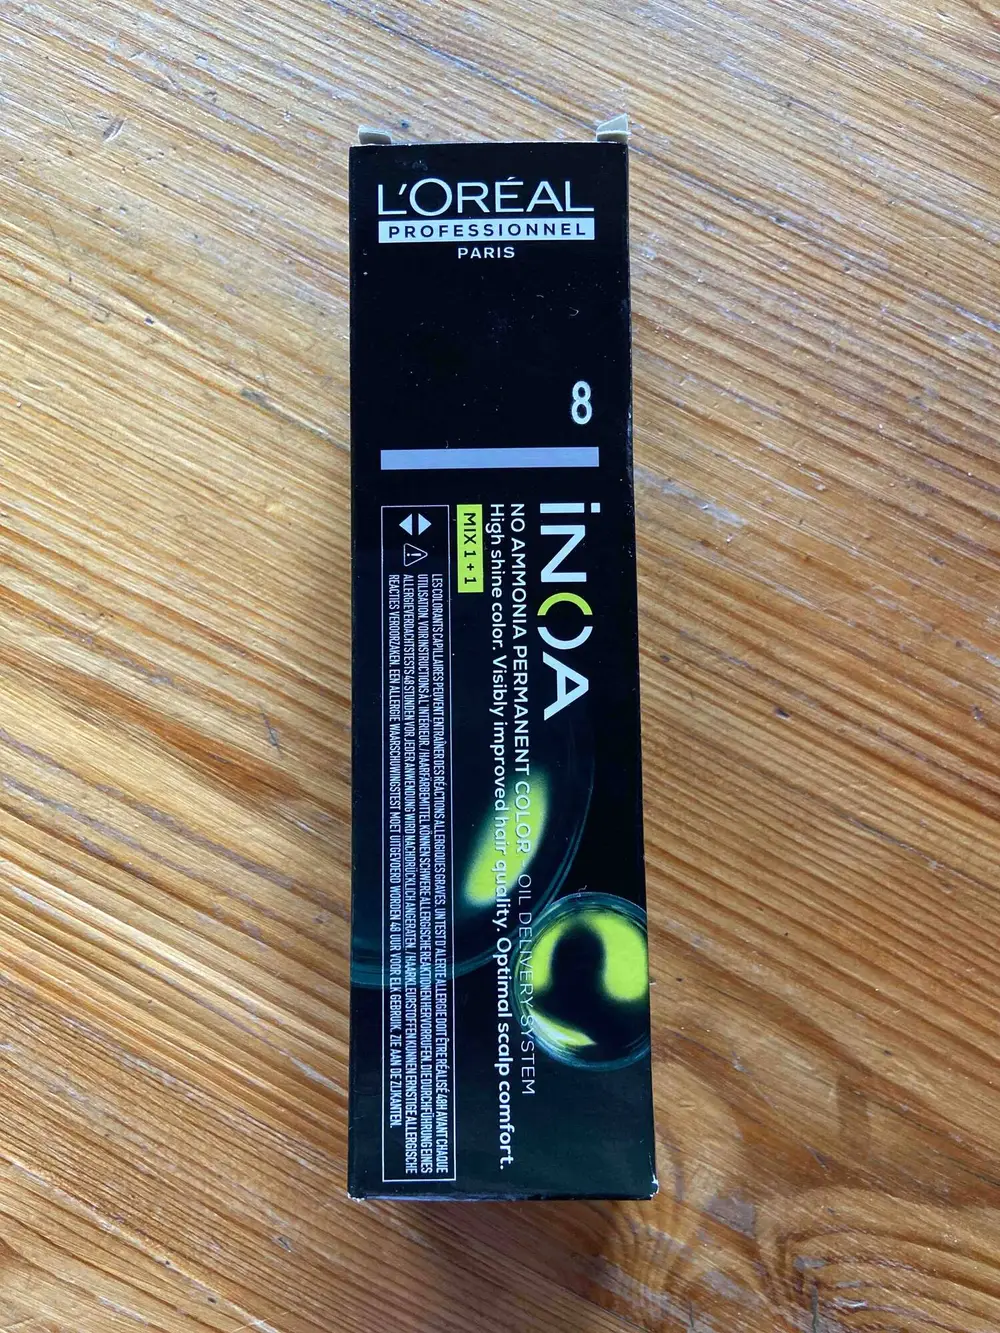 L'ORÉAL
PROFESSIONNEL
PARIS
8
iNOA
NO AMMONIA PERMANENT COLOR - OIL DELIVERY SYSTEM
High shine color. Visibly improved hair quality. Optimal scalp comfort.
MIX 1 + 1
LES COLORANTS CAPILLAIRES PEUVENT ENTRAÎNER DES RÉACTIONS ALLERGIQUES GRAVES. UN TEST D'ALERTE ALLERGIE DOIT ÊTRE RÉALISÉ 48H AVANT CHAQUE
UTILISATION. VOIR INSTRUCTIONS À L'INTÉRIEUR. / HAARFÄRBEMITTEL KÖNNEN SCHWERE ALLERGISCHE REAKTIONEN HERVORRUFEN. DIE DURCHFÜHRUNG EINES
ALLERGIEVERDACHTSTESTS 48 STUNDEN VOR JEDER ANWENDUNG WIRD NACHDRÜCKLICH ANGERATEN. / HAARKLEURSTOFFEN KUNNEN ERNSTIGE ALLERGISCHE
REACTIES VEROORZAKEN. EEN ALLERGIE WAARSCHUWINGSTEST MOET UITGEVOERD WORDEN 48 UUR VOOR ELK GEBRUIK. ZIE AAN DE ZIJKANTEN.